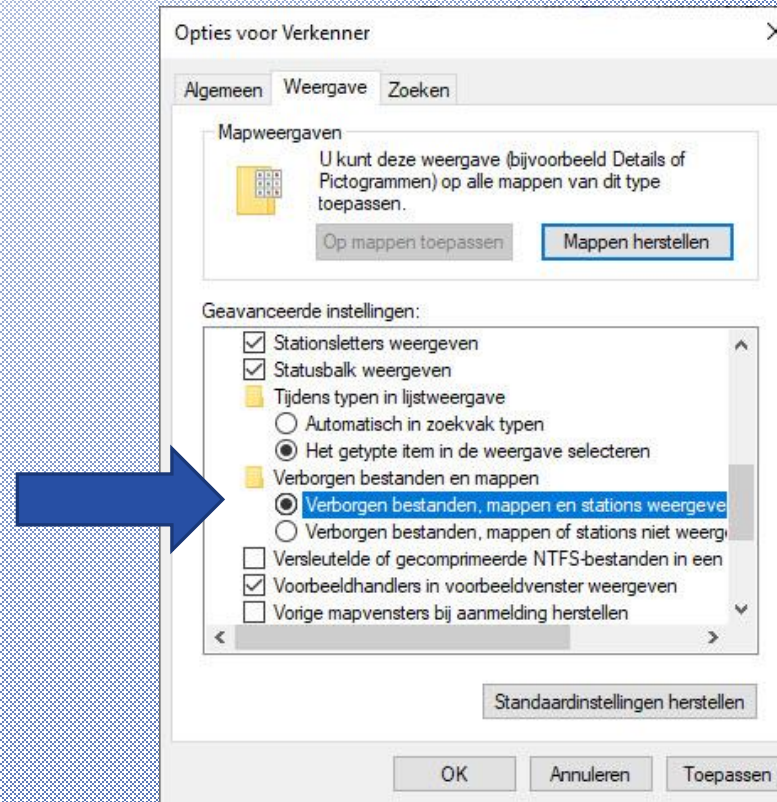 Opties voor Verkenner
Algemeen Weergave Zoeken
Mapweergaven
U kunt deze weergave (bijvoorbeeld Details of
Pictogrammen) op alle mappen van dit type
toepassen.
Op mappen toepassen Mappen herstellen
Geavanceerde instellingen:
Stationsletters weergeven
Statusbalk weergeven
Tijdens typen in lijstweergave
Automatisch in zoekvak typen
Het getypte item in de weergave selecteren
Verborgen bestanden en mappen
Verborgen bestanden, mappen en stations weergeve
Verborgen bestanden, mappen of stations niet weerg
Versleutelde of gecomprimeerde NTFS-bestanden in een
Voorbeeldhandlers in voorbeeldvenster weergeven
Vorige mapvensters bij aanmelding herstellen
Standaardinstellingen herstellen
OK Annuleren Toepassen